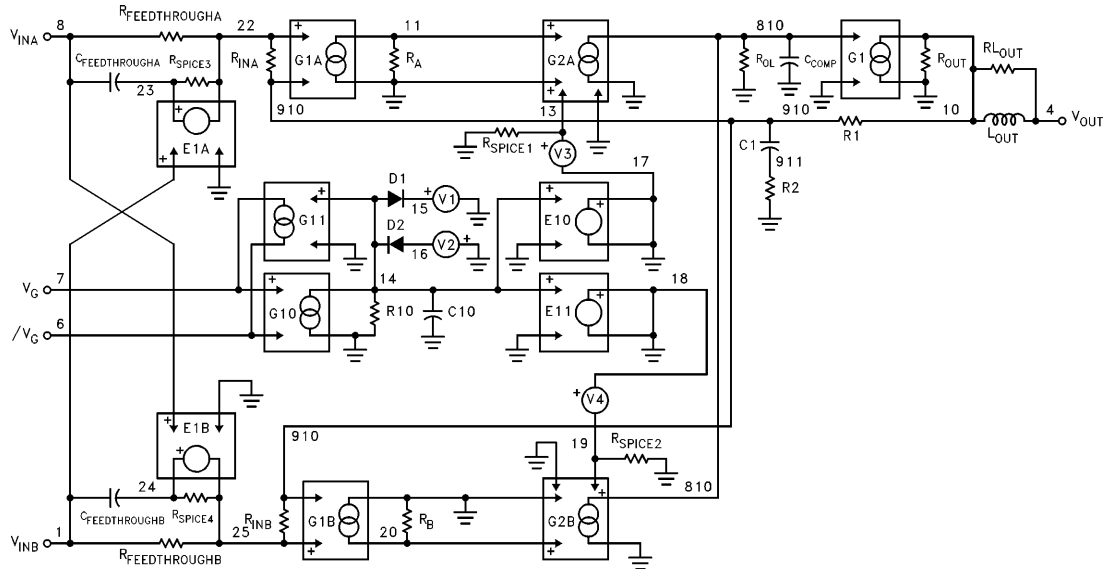 8 R_FEEDTHROUGHA 22 11 810
V_INA
R_INA G1A R_A G2A R_OL C_COMP G1 R_OUT RL_OUT
C_FEEDTHROUGHA R_SPICE3
23 910 13 910 10 4 V_OUT
+ E1A R_SPICE1 + V3 C1 R1 L_OUT
17 911
D1 + V1 R2
G11 15 E10
D2
16 V2 +
7 14 18
V_G
G10 R10 C10 E11
6
/V_G
+ V4
E1B 910 19 R_SPICE2
24 810
C_FEEDTHROUGHB R_SPICE4 R_INB G1B R_B G2B
1 25 20
V_INB
R_FEEDTHROUGHB